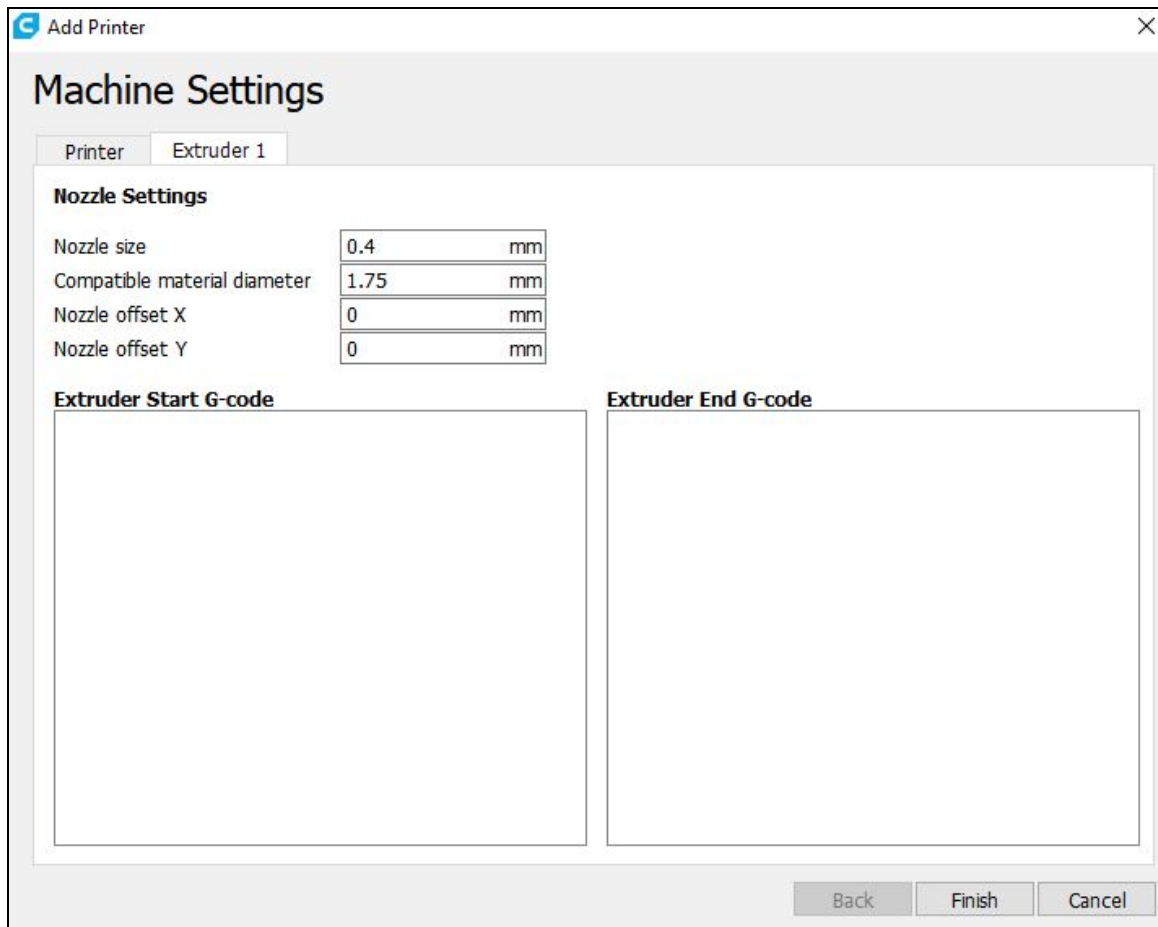 Add Printer
Machine Settings
Printer Extruder 1
Nozzle Settings
Nozzle size 0.4 mm
Compatible material diameter 1.75 mm
Nozzle offset X 0 mm
Nozzle offset Y 0 mm
Extruder Start G-code Extruder End G-code
Back Finish Cancel